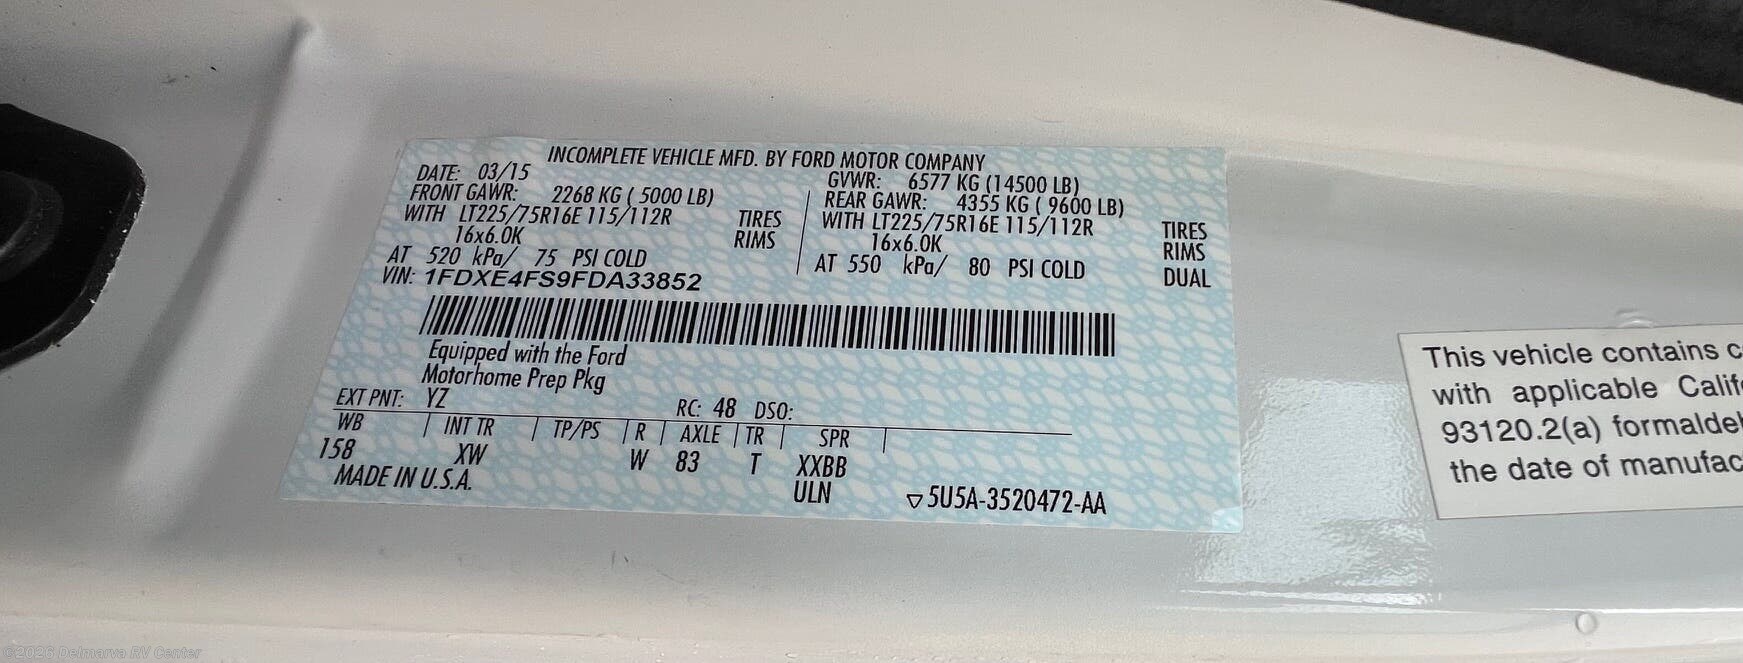 INCOMPLETE VEHICLE MFD. BY FORD MOTOR COMPANY
DATE: 03/15 GVWR: 6577 KG (14500 LB)
FRONT GAWR: 2268 KG ( 5000 LB) REAR GAWR: 4355 KG ( 9600 LB)
WITH LT225/75R16E 115/112R TIRES WITH LT225/75R16E 115/112R TIRES
16x6.0K RIMS 16x6.0K RIMS
AT 520 kPa/ 75 PSI COLD AT 550 kPa/ 80 PSI COLD DUAL
VIN: 1FDXE4FS9FDA33852
Equipped with the Ford
Motorhome Prep Pkg
EXT PNT: YZ RC: 48 DSO:
WB INT TR TP/PS R AXLE TR SPR
158 XW W 83 T XXBB
MADE IN U.S.A. ULN ▽5U5A-3520472-AA
This vehicle contains
with applicable
93120.2(a)
the date of
©2026 Delmarva RV Center